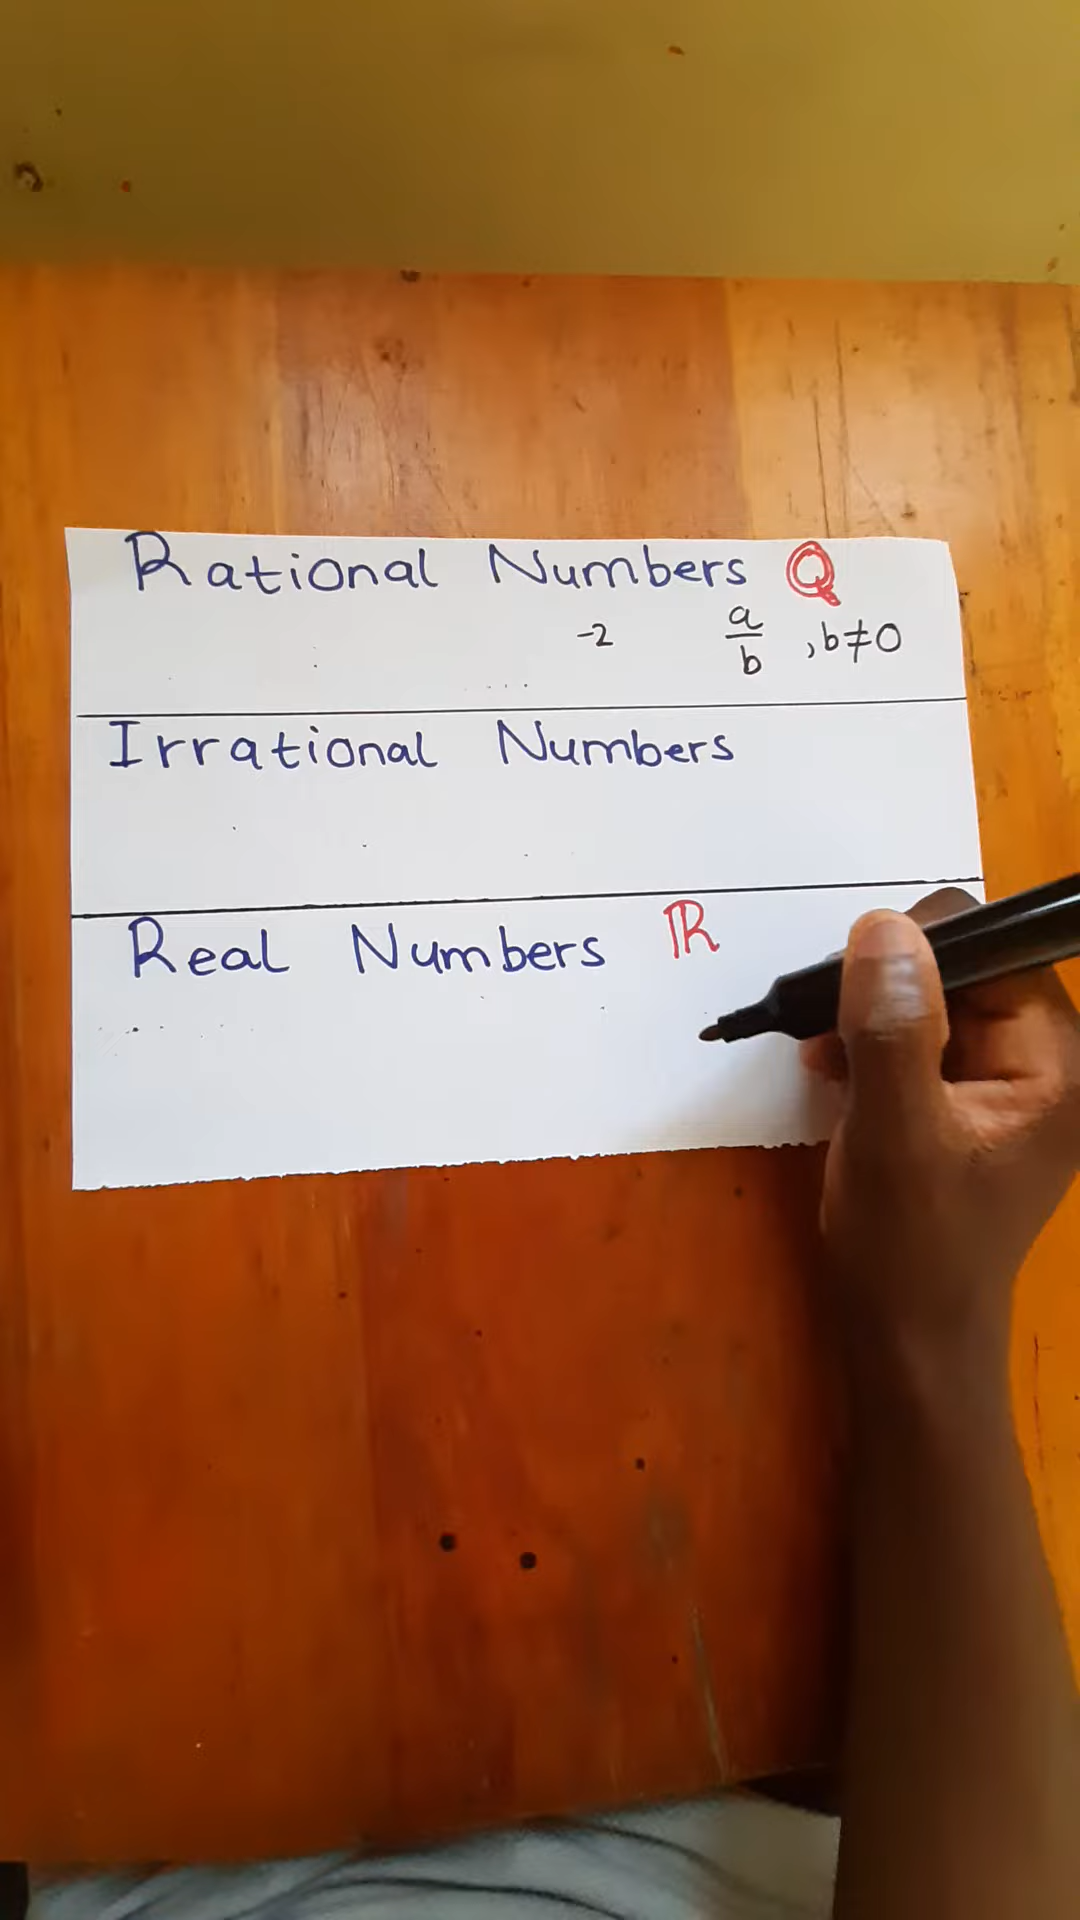 Rational Numbers Q
-2 a/b , b≠0
Irrational Numbers
Real Numbers ℝ